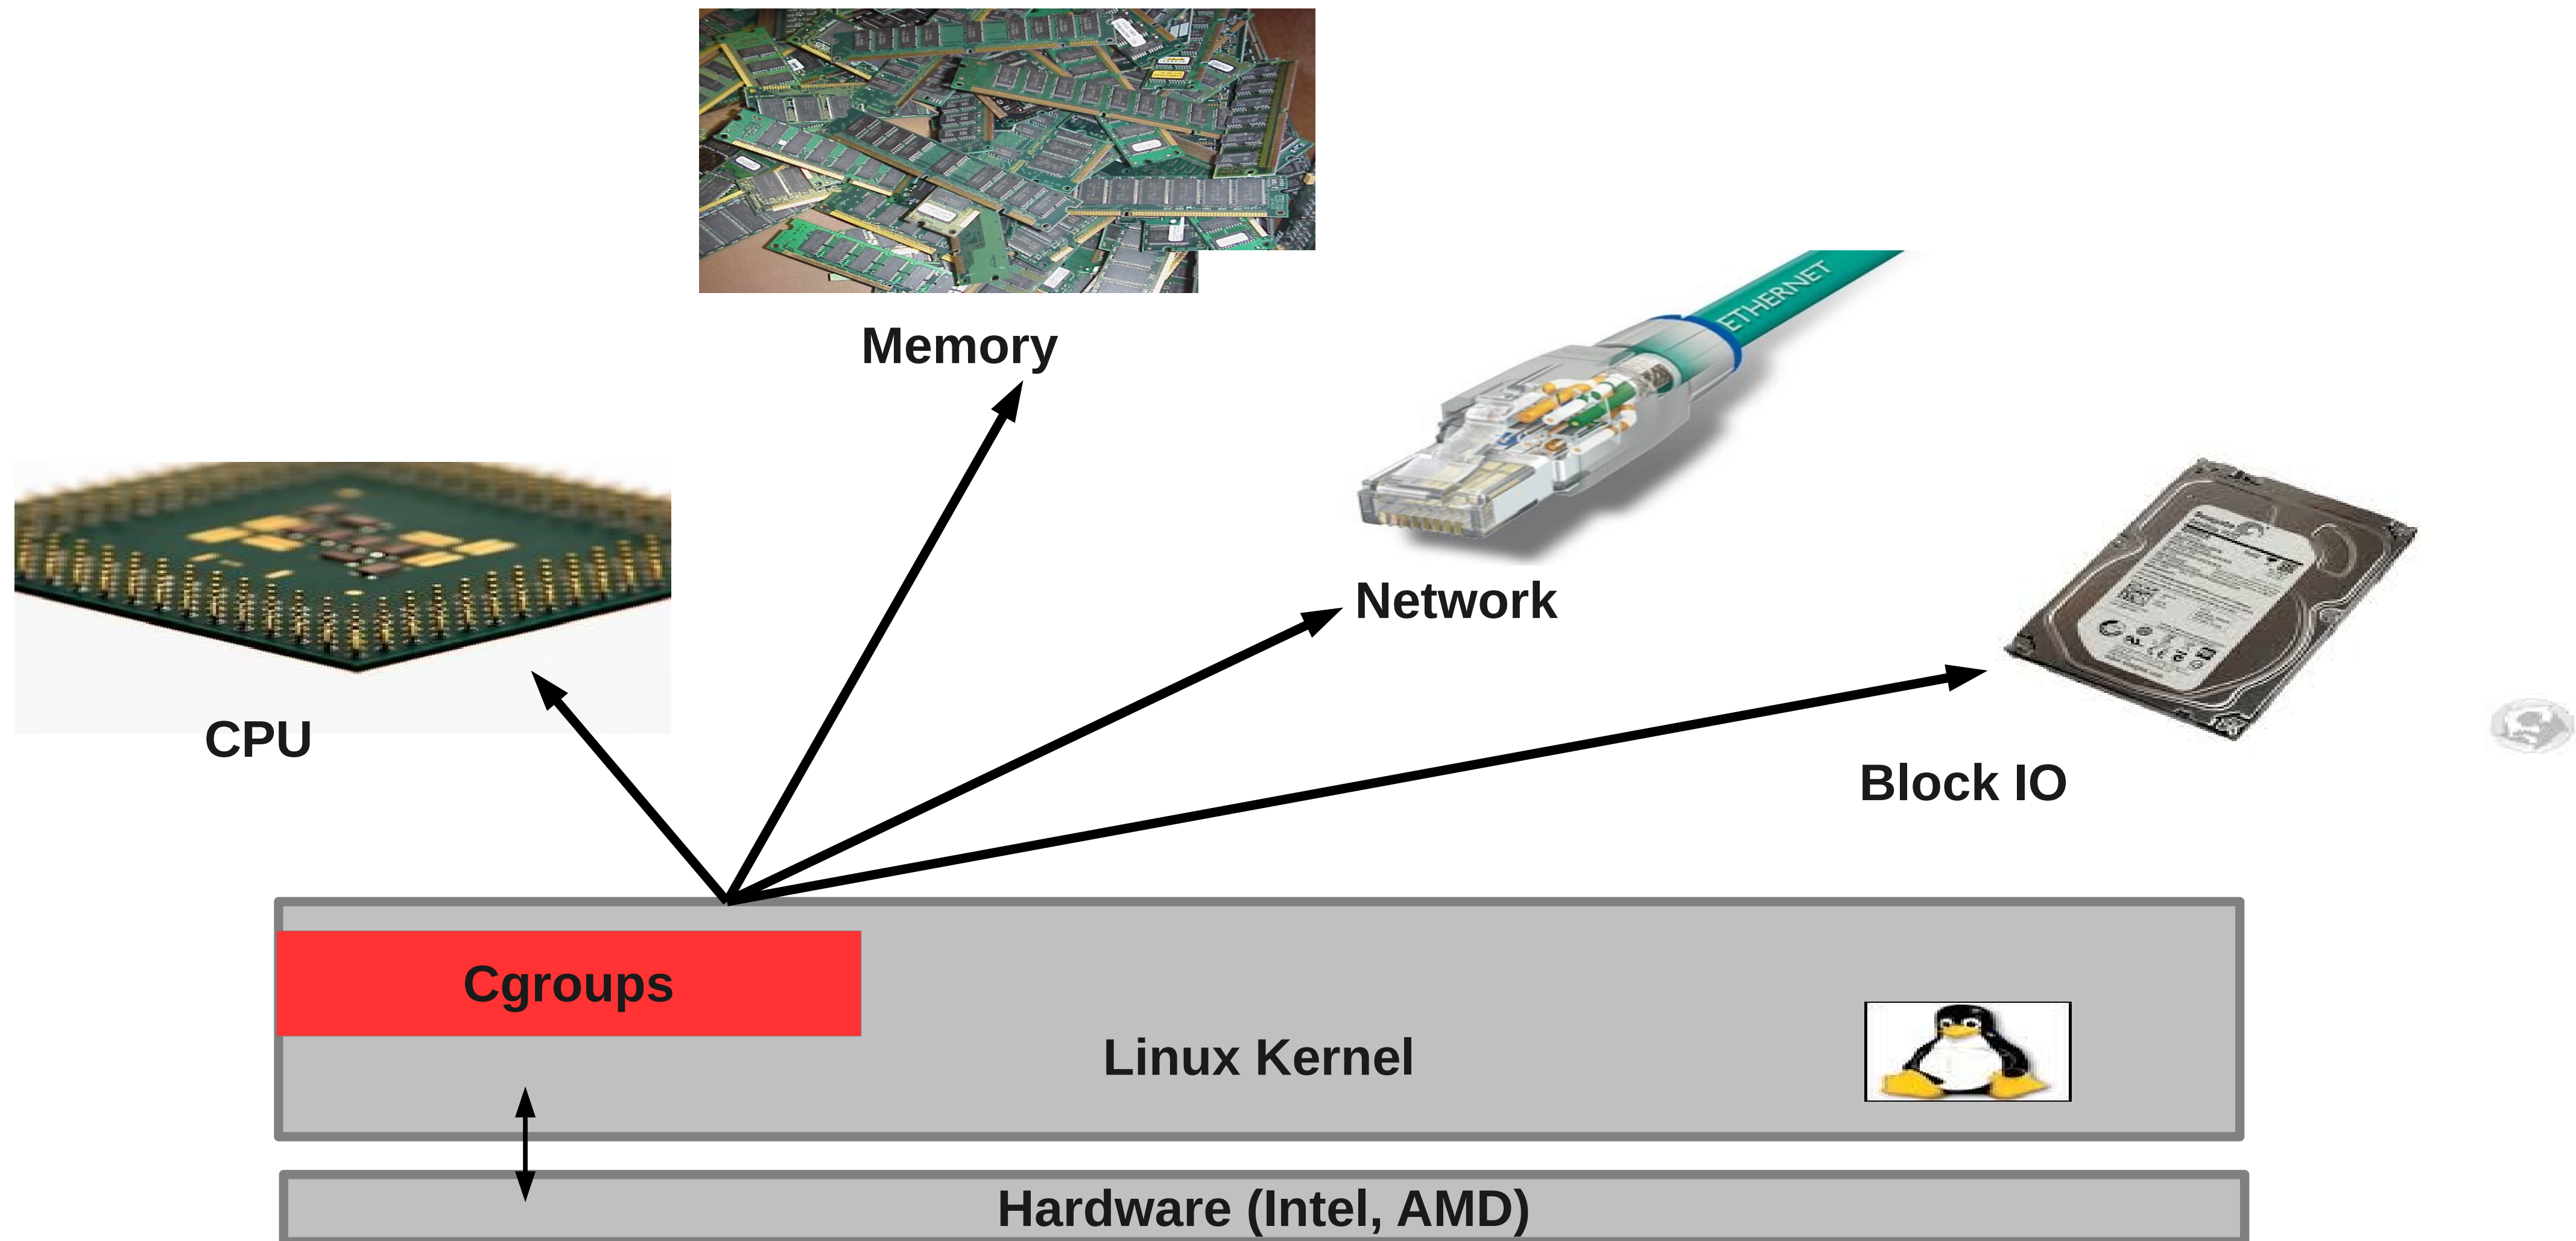 Memory
ETHERNET
Network
CPU
Block IO
Cgroups
Linux Kernel
Hardware (Intel, AMD)